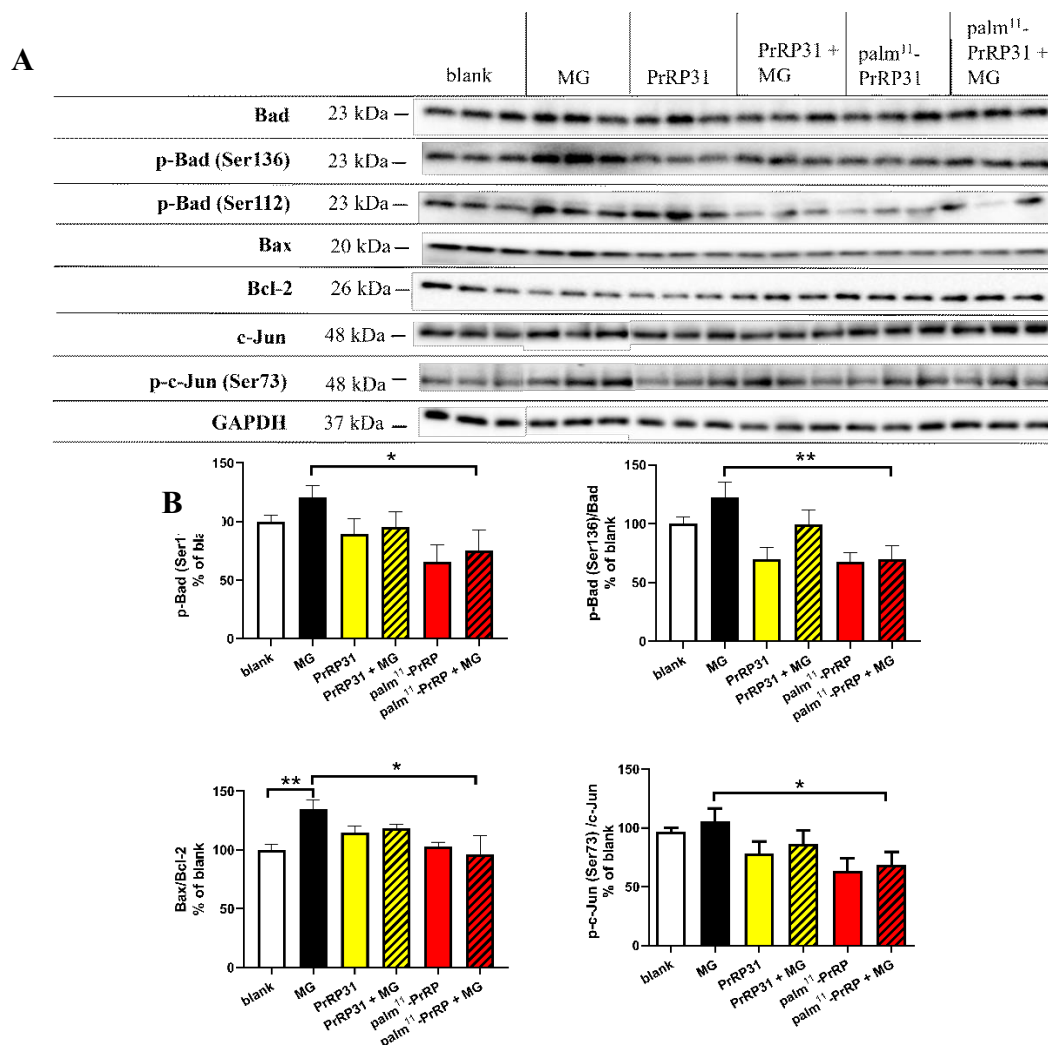 A
blank
MG
PrRP31
PrRP31 +
MG
palm¹¹-
PrRP31
palm¹¹-
PrRP31 +
MG
Bad 23 kDa
p-Bad (Ser136) 23 kDa
p-Bad (Ser112) 23 kDa
Bax 20 kDa
Bcl-2 26 kDa
c-Jun 48 kDa
p-c-Jun (Ser73) 48 kDa
GAPDH 37 kDa
B
p-Bad (Ser1
% of bla
150
00
50
0
*
blank
MG
PrRP31
PrRP31 + MG
palm¹¹-PrRP
palm¹¹-PrRP + MG
p-Bad (Ser136)/Bad
% of blank
150
100
50
0
**
blank
MG
PrRP31
PrRP31 + MG
palm¹¹-PrRP
palm¹¹-PrRP + MG
Bax/Bcl-2
% of blank
150
100
50
0
**
*
blank
MG
PrRP31
PrRP31 + MG
palm¹¹-PrRP
palm¹¹-PrRP + MG
p-c-Jun (Ser73) /c-Jun
% of blank
150
100
50
0
*
blank
MG
PrRP31
PrRP31 + MG
palm¹¹-PrRP
palm¹¹-PrRP + MG